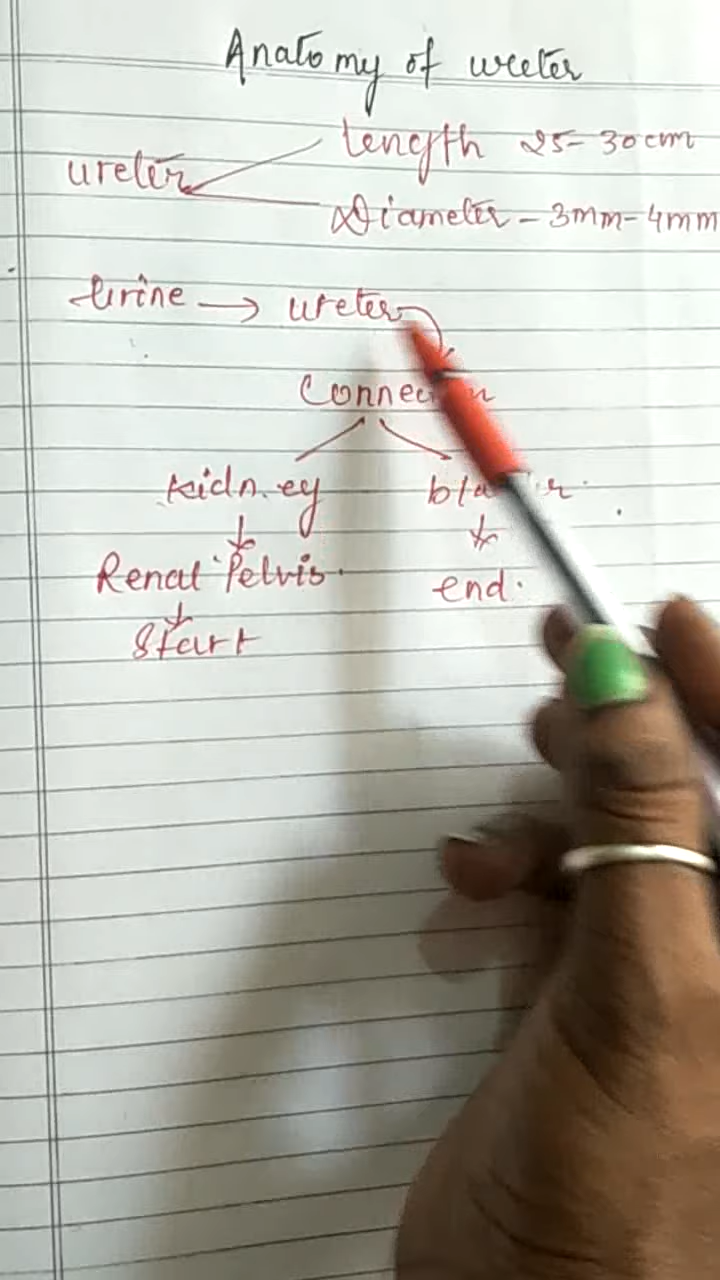 Anatomy of ureter
ureter
Length 25-30cm
Diameter - 3mm-4mm
Urine → ureter
Kidney
Renal Pelvis.
end.
Start